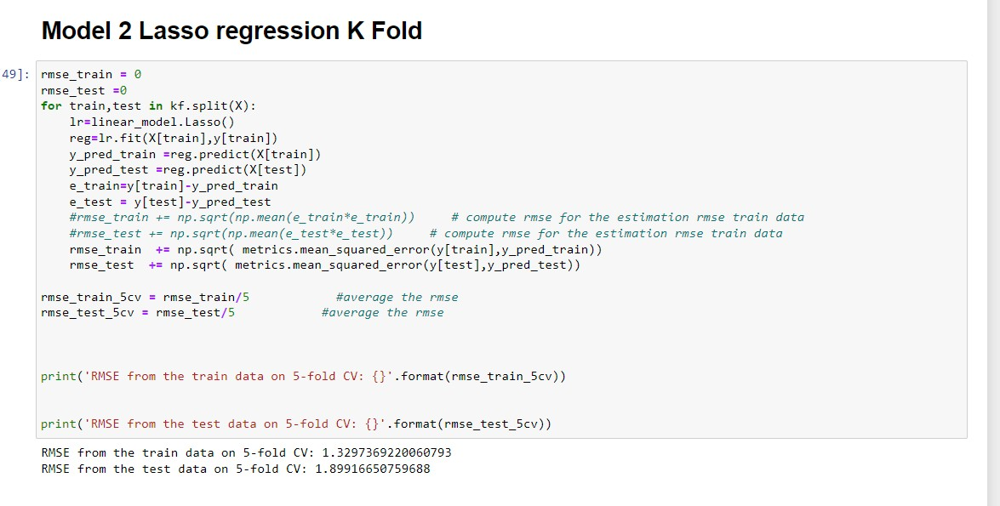 Model 2 Lasso regression K Fold
49]:
rmse_train = 0
rmse_test =0
for train,test in kf.split(X):
    lr=linear_model.Lasso()
    reg=lr.fit(X[train],y[train])
    y_pred_train =reg.predict(X[train])
    y_pred_test =reg.predict(X[test])
    e_train=y[train]-y_pred_train
    e_test = y[test]-y_pred_test
    #rmse_train += np.sqrt(np.mean(e_train*e_train))     # compute rmse for the estimation rmse train data
    #rmse_test += np.sqrt(np.mean(e_test*e_test))     # compute rmse for the estimation rmse train data
    rmse_train  += np.sqrt( metrics.mean_squared_error(y[train],y_pred_train))
    rmse_test  += np.sqrt( metrics.mean_squared_error(y[test],y_pred_test))
rmse_train_5cv = rmse_train/5            #average the rmse
rmse_test_5cv = rmse_test/5            #average the rmse
print('RMSE from the train data on 5-fold CV: {}'.format(rmse_train_5cv))
print('RMSE from the test data on 5-fold CV: {}'.format(rmse_test_5cv))
RMSE from the train data on 5-fold CV: 1.3297369220060793
RMSE from the test data on 5-fold CV: 1.89916650759688